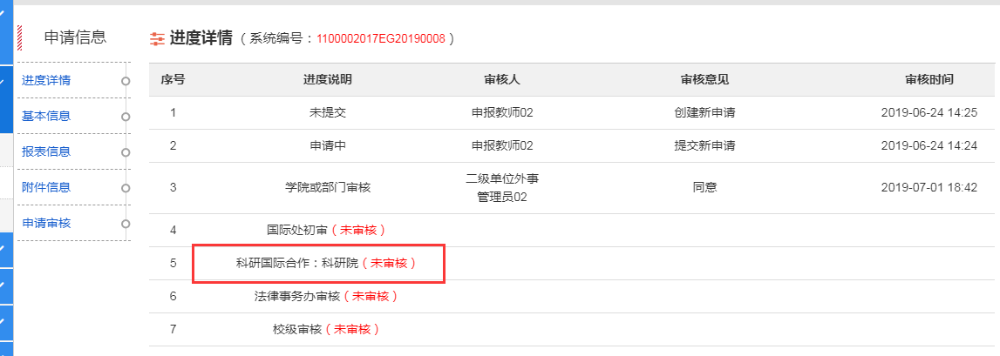 申请信息
进度详情
基本信息
报表信息
附件信息
申请审核
进度详情（系统编号：1100002017EG20190008）
序号 进度说明 审核人 审核意见 审核时间
1 未提交 申报教师02 创建新申请 2019-06-24 14:25
2 申请中 申报教师02 提交新申请 2019-06-24 14:24
3 学院或部门审核 二级单位外事 同意 2019-07-01 18:42
管理员02
4 国际处初审（未审核）
5 科研国际合作：科研院（未审核）
6 法律事务办审核（未审核）
7 校级审核（未审核）